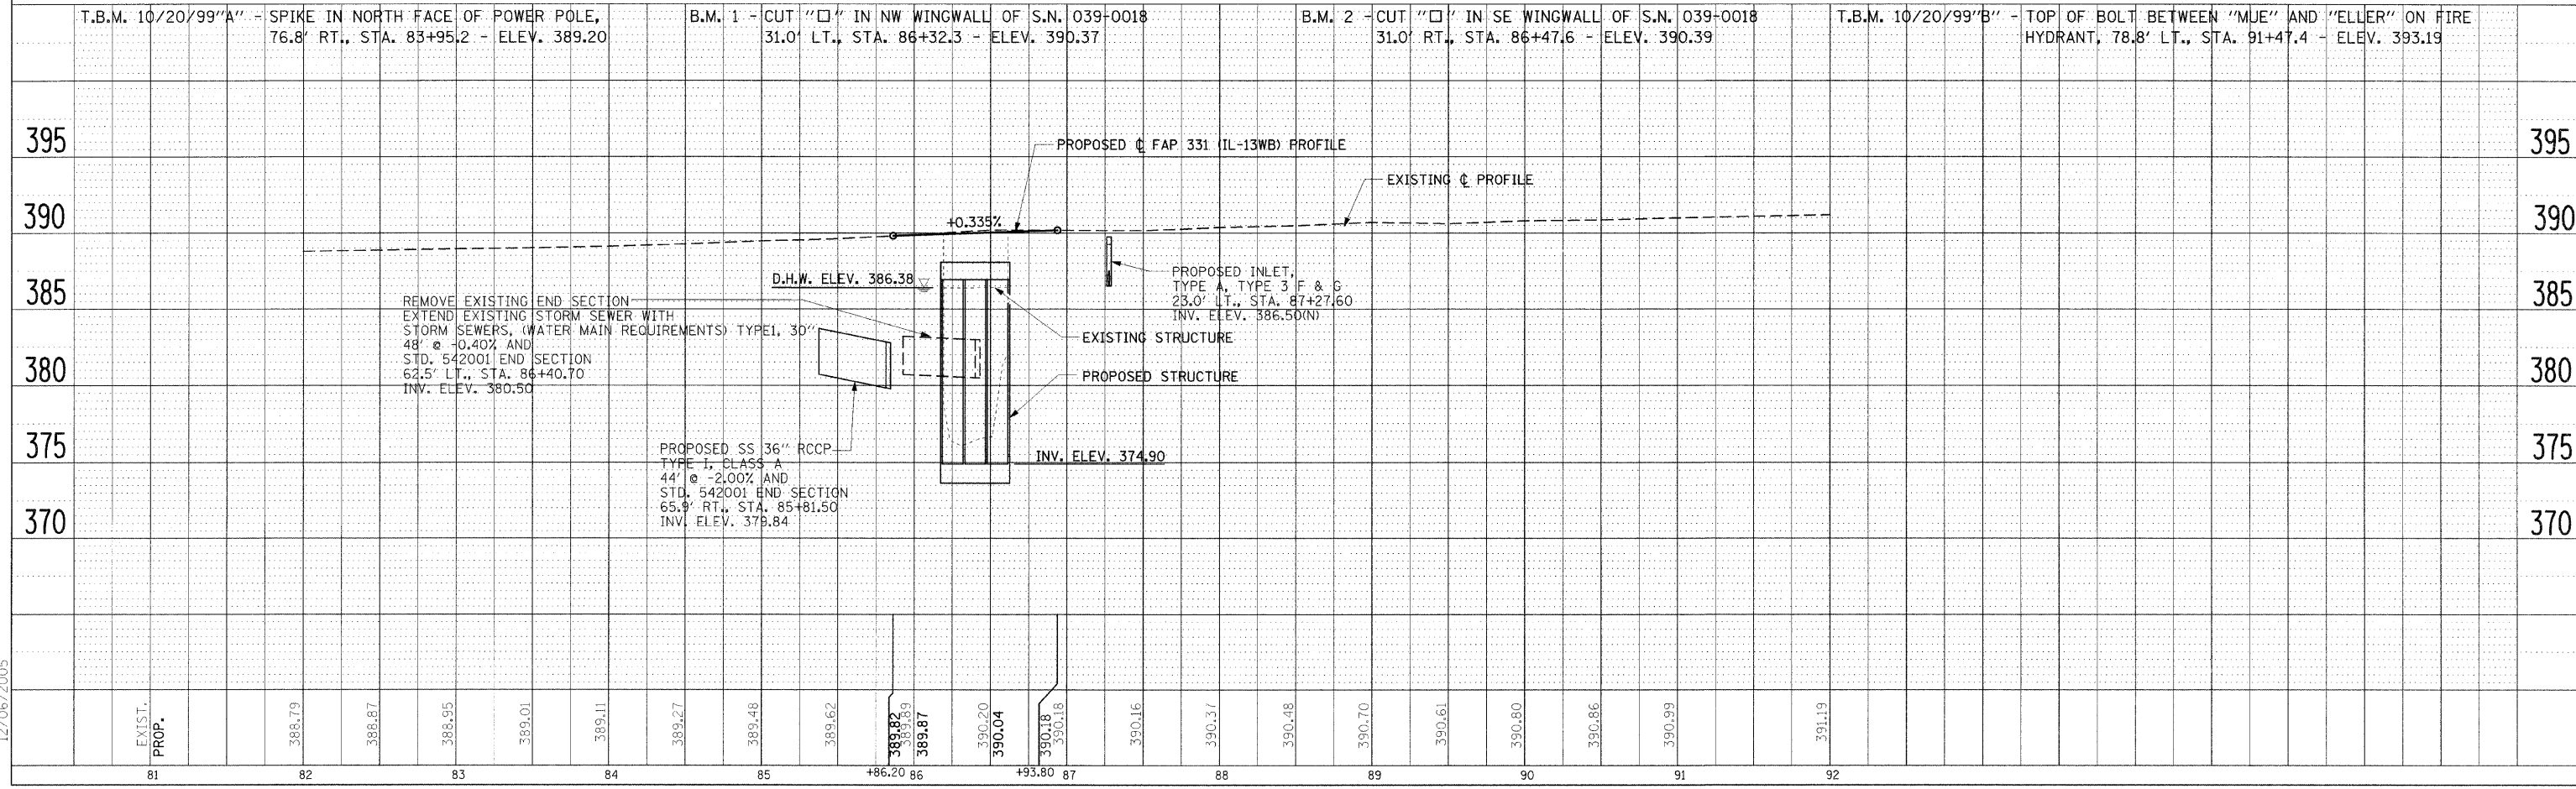 T.B.M. 10/20/99"A" - SPIKE IN NORTH FACE OF POWER POLE,
76.8' RT., STA. 83+95.2 - ELEV. 389.20
B.M. 1 - CUT "□" IN NW WINGWALL OF S.N. 039-0018
31.0' LT., STA. 86+32.3 - ELEV. 390.37
B.M. 2 - CUT "□" IN SE WINGWALL OF S.N. 039-0018
31.0' RT., STA. 86+47.6 - ELEV. 390.39
T.B.M. 10/20/99"B" - TOP OF BOLT BETWEEN "MUE" AND "ELLER" ON FIRE
HYDRANT, 78.8' LT., STA. 91+47.4 - ELEV. 393.19
395
395
PROPOSED ℄ FAP 331 (IL-13WB) PROFILE
EXISTING ℄ PROFILE
390
390
+0.335%
D.H.W. ELEV. 386.38
PROPOSED INLET,
TYPE A, TYPE 3 F & G
23.0' LT., STA. 87+27.60
INV. ELEV. 386.50(N)
385
385
REMOVE EXISTING END SECTION
EXTEND EXISTING STORM SEWER WITH
STORM SEWERS, (WATER MAIN REQUIREMENTS) TYPE1, 30"
48' @ -0.40% AND
STD. 542001 END SECTION
62.5' LT., STA. 86+40.70
INV. ELEV. 380.50
EXISTING STRUCTURE
PROPOSED STRUCTURE
380
380
375
375
PROPOSED SS 36" RCCP
TYPE I, CLASS A
44' @ -2.00% AND
STD. 542001 END SECTION
65.9' RT., STA. 85+81.50
INV. ELEV. 379.84
INV. ELEV. 374.90
370
370
12/06/2005
EXIST.
PROP.
388.79
388.87
388.95
389.01
389.11
389.27
389.48
389.62
389.82
389.89
389.87
390.20
390.04
390.18
390.18
390.16
390.37
390.48
390.70
390.61
390.80
390.86
390.99
391.19
81
82
83
84
85
+86.20
86
+93.80
87
88
89
90
91
92